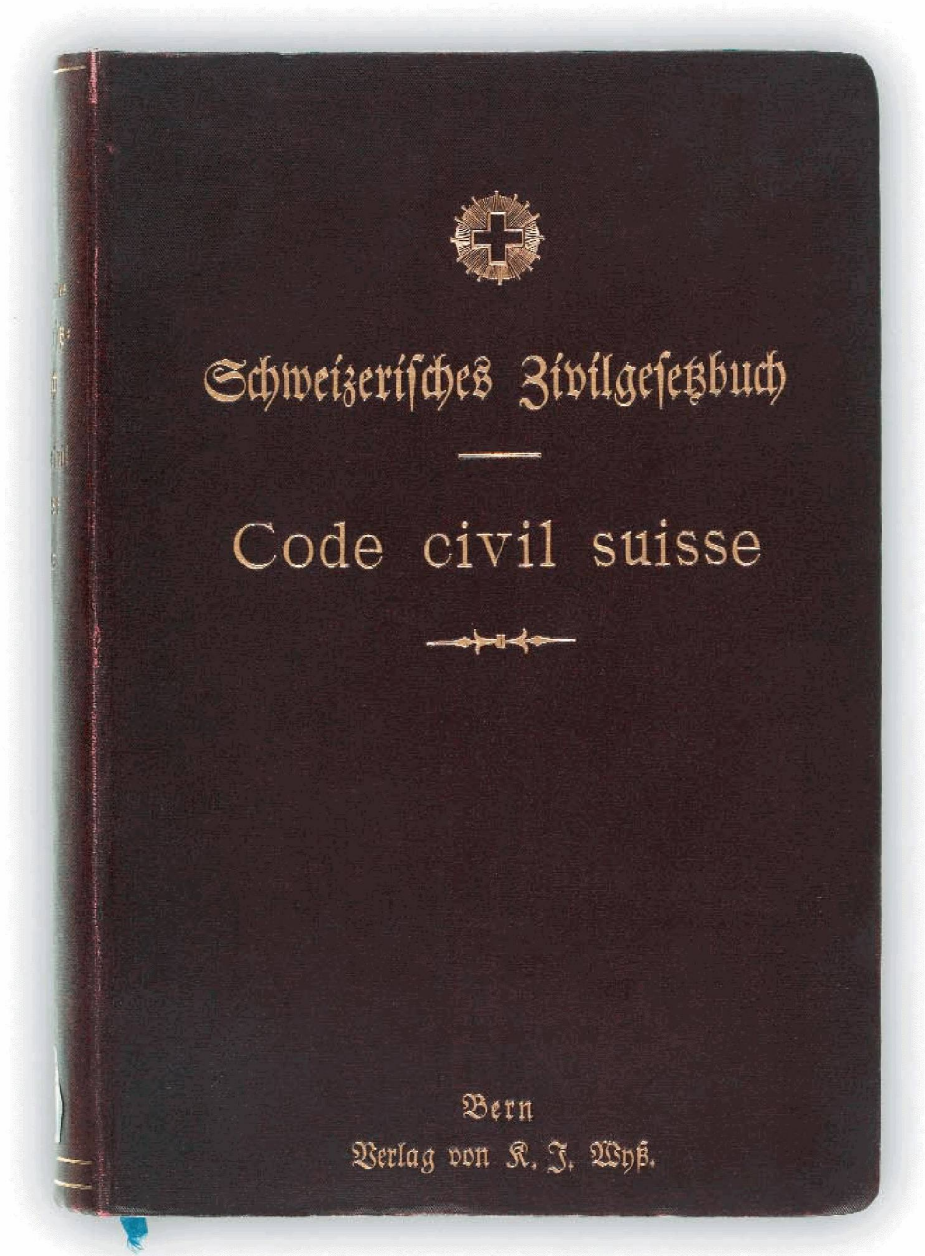 Schweizerisches Zivilgesetzbuch
Code civil suisse
Bern
Verlag von K. J. Wyß.